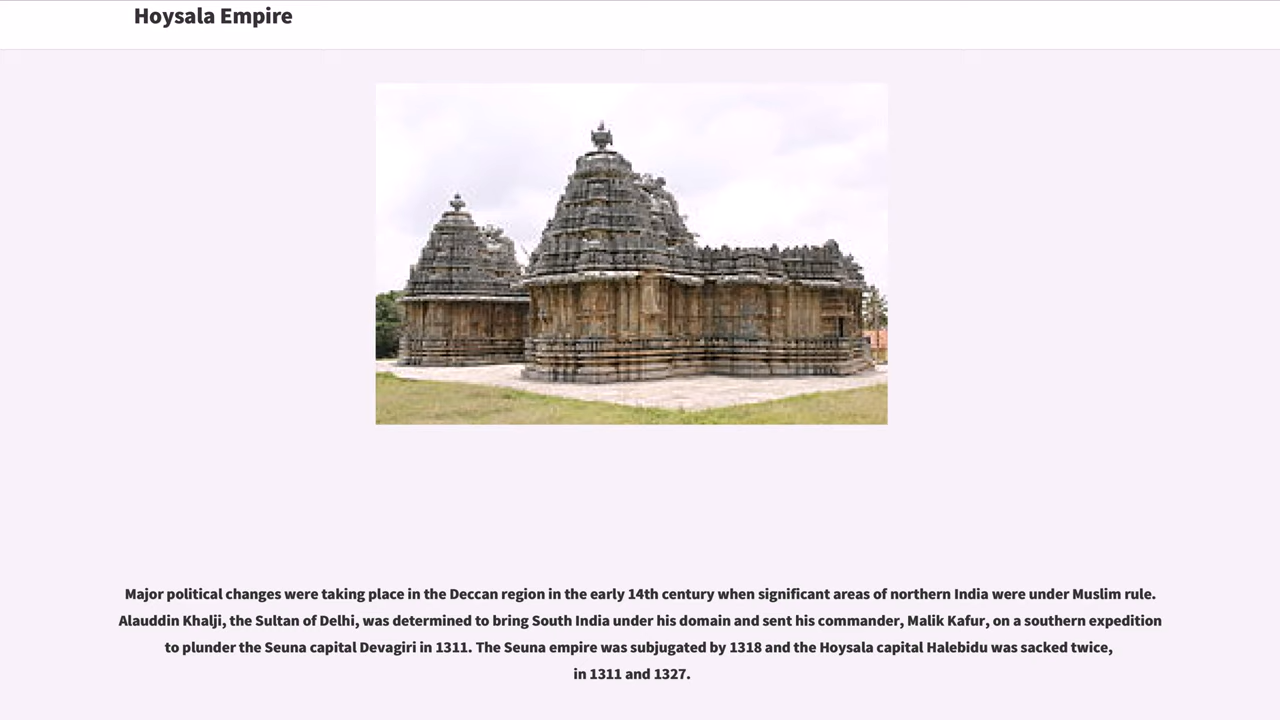 Hoysala Empire
Major political changes were taking place in the Deccan region in the early 14th century when significant areas of northern India were under Muslim rule.
Alauddin Khalji, the Sultan of Delhi, was determined to bring South India under his domain and sent his commander, Malik Kafur, on a southern expedition
to plunder the Seuna capital Devagiri in 1311. The Seuna empire was subjugated by 1318 and the Hoysala capital Halebidu was sacked twice,
in 1311 and 1327.